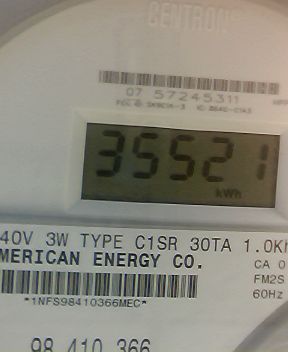 CENTRON
07 57245311
35521
kWh
40V 3W TYPE C1SR 30TA 1.0Kh
MERICAN ENERGY CO.
CA 0
FM2S
60Hz
*1NFS98410366MEC*
98 410 366